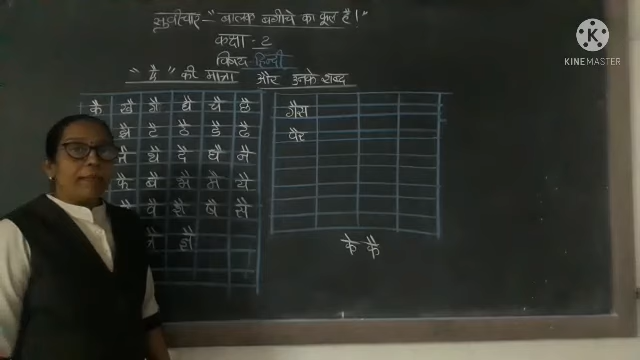 सुविचार - "बालक बगीचे का फूल है।"
कक्षा - 2
विषय - हिन्दी
" ै " की मात्रा और उनके शब्द
कै खै गै घै चै छै
झै टै ठै डै ढै
तै थै दै धै नै
फै बै भै मै यै
वै शै षै सै
ज्ञै
गैस
पैर
के कै
K
KINEMASTER